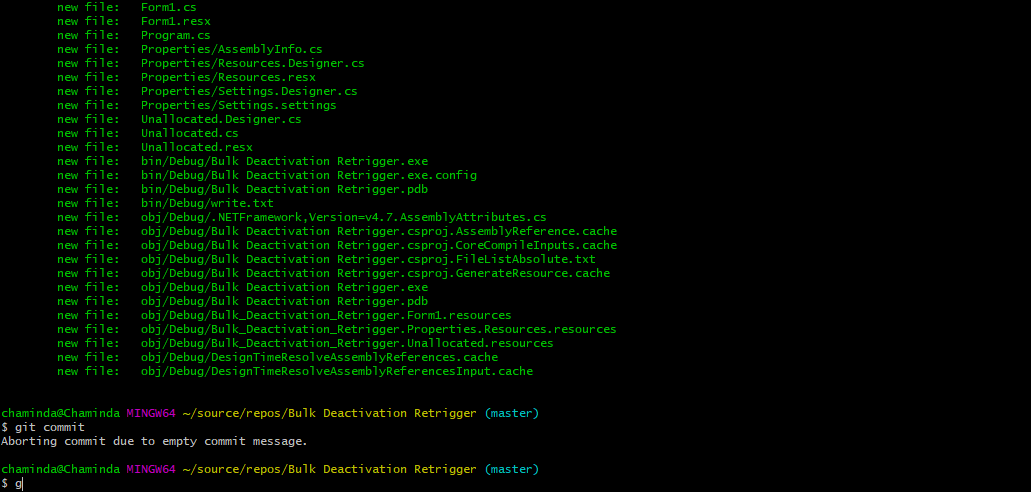 new file:   Form1.cs
new file:   Form1.resx
new file:   Program.cs
new file:   Properties/AssemblyInfo.cs
new file:   Properties/Resources.Designer.cs
new file:   Properties/Resources.resx
new file:   Properties/Settings.Designer.cs
new file:   Properties/Settings.settings
new file:   Unallocated.Designer.cs
new file:   Unallocated.cs
new file:   Unallocated.resx
new file:   bin/Debug/Bulk Deactivation Retrigger.exe
new file:   bin/Debug/Bulk Deactivation Retrigger.exe.config
new file:   bin/Debug/Bulk Deactivation Retrigger.pdb
new file:   bin/Debug/write.txt
new file:   obj/Debug/.NETFramework,Version=v4.7.AssemblyAttributes.cs
new file:   obj/Debug/Bulk Deactivation Retrigger.csproj.AssemblyReference.cache
new file:   obj/Debug/Bulk Deactivation Retrigger.csproj.CoreCompileInputs.cache
new file:   obj/Debug/Bulk Deactivation Retrigger.csproj.FileListAbsolute.txt
new file:   obj/Debug/Bulk Deactivation Retrigger.csproj.GenerateResource.cache
new file:   obj/Debug/Bulk Deactivation Retrigger.exe
new file:   obj/Debug/Bulk Deactivation Retrigger.pdb
new file:   obj/Debug/Bulk_Deactivation_Retrigger.Form1.resources
new file:   obj/Debug/Bulk_Deactivation_Retrigger.Properties.Resources.resources
new file:   obj/Debug/Bulk_Deactivation_Retrigger.Unallocated.resources
new file:   obj/Debug/DesignTimeResolveAssemblyReferences.cache
new file:   obj/Debug/DesignTimeResolveAssemblyReferencesInput.cache
chaminda@Chaminda MINGW64 ~/source/repos/Bulk Deactivation Retrigger (master)
$ git commit
Aborting commit due to empty commit message.
chaminda@Chaminda MINGW64 ~/source/repos/Bulk Deactivation Retrigger (master)
$ g